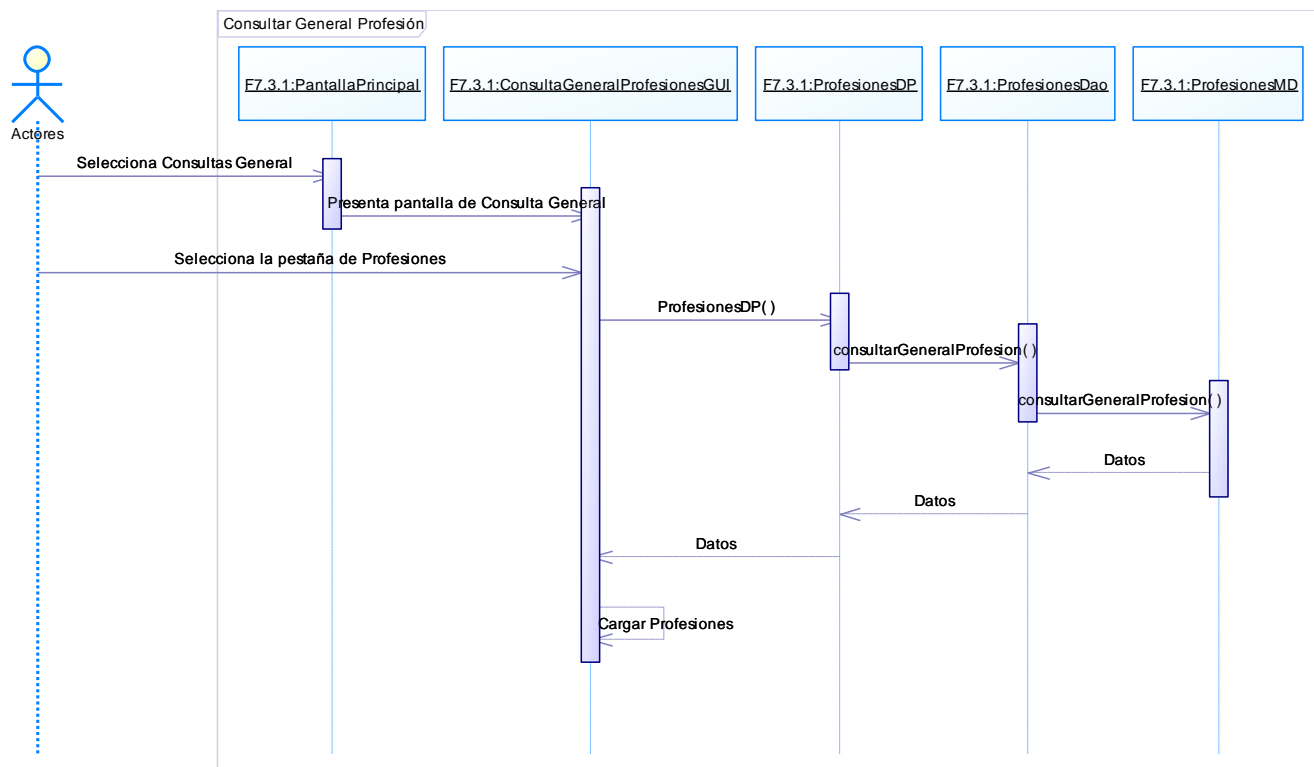 Consultar General Profesión
Actores
F7.3.1:PantallaPrincipal
F7.3.1:ConsultaGeneralProfesionesGUI
F7.3.1:ProfesionesDP
F7.3.1:ProfesionesDao
F7.3.1:ProfesionesMD
Selecciona Consultas General
Presenta pantalla de Consulta General
Selecciona la pestaña de Profesiones
ProfesionesDP( )
consultarGeneralProfesion( )
consultarGeneralProfesion( )
Datos
Datos
Datos
Cargar Profesiones